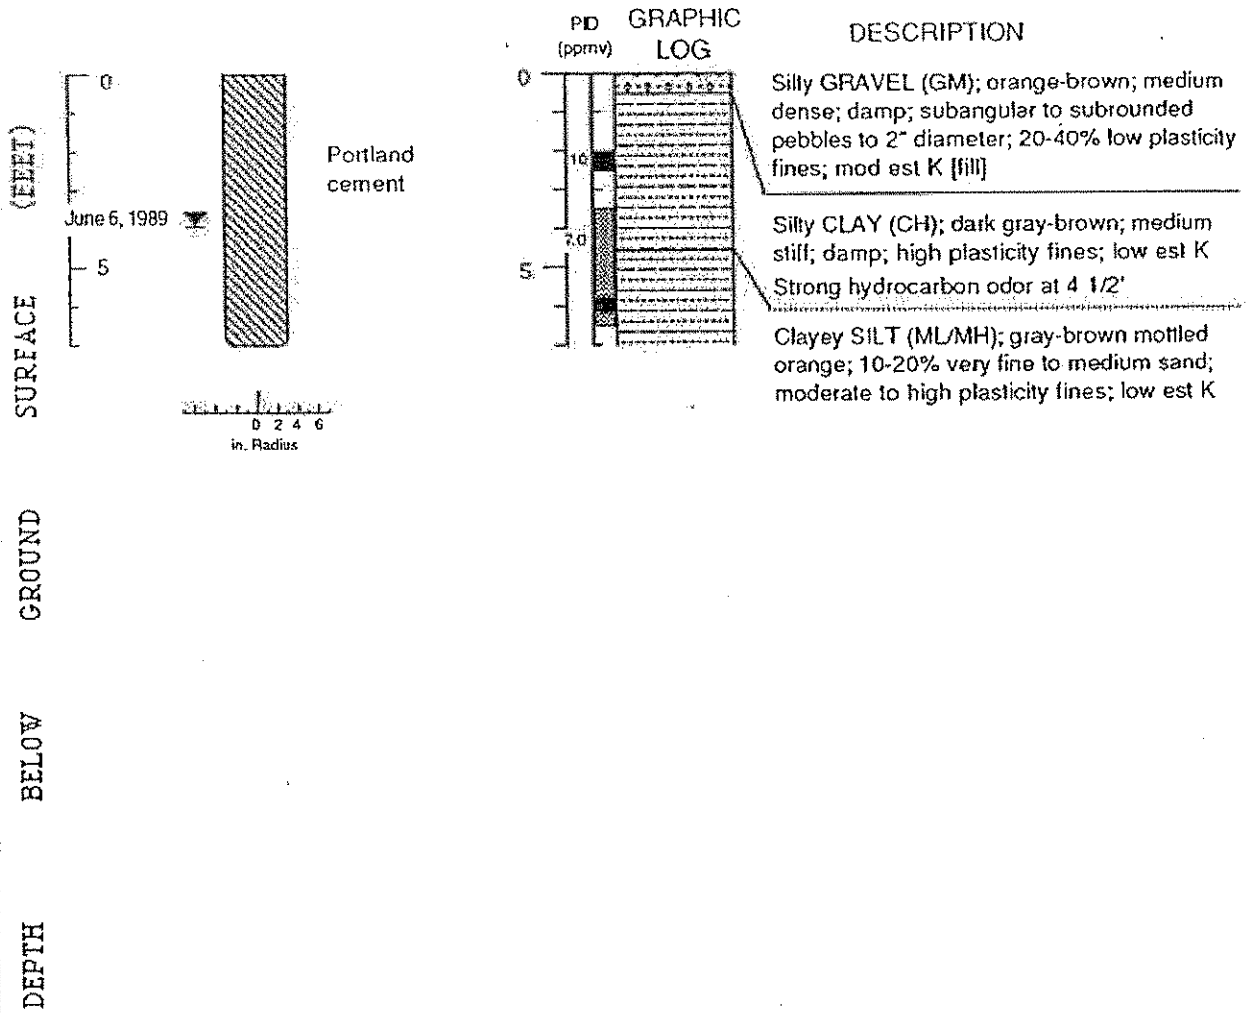 PID
(ppmv)
GRAPHIC
LOG
DESCRIPTION
0
Portland
cement
June 6, 1989
5
0 2 4 6
in. Radius
0
10
7.0
5
Silty GRAVEL (GM); orange-brown; medium
dense; damp; subangular to subrounded
pebbles to 2" diameter; 20-40% low plasticity
fines; mod est K [fill]
Silty CLAY (CH); dark gray-brown; medium
stiff; damp; high plasticity fines; low est K
Strong hydrocarbon odor at 4 1/2'
Clayey SILT (ML/MH); gray-brown mottled
orange; 10-20% very fine to medium sand;
moderate to high plasticity fines; low est K
DEPTH BELOW GROUND SURFACE (FEET)